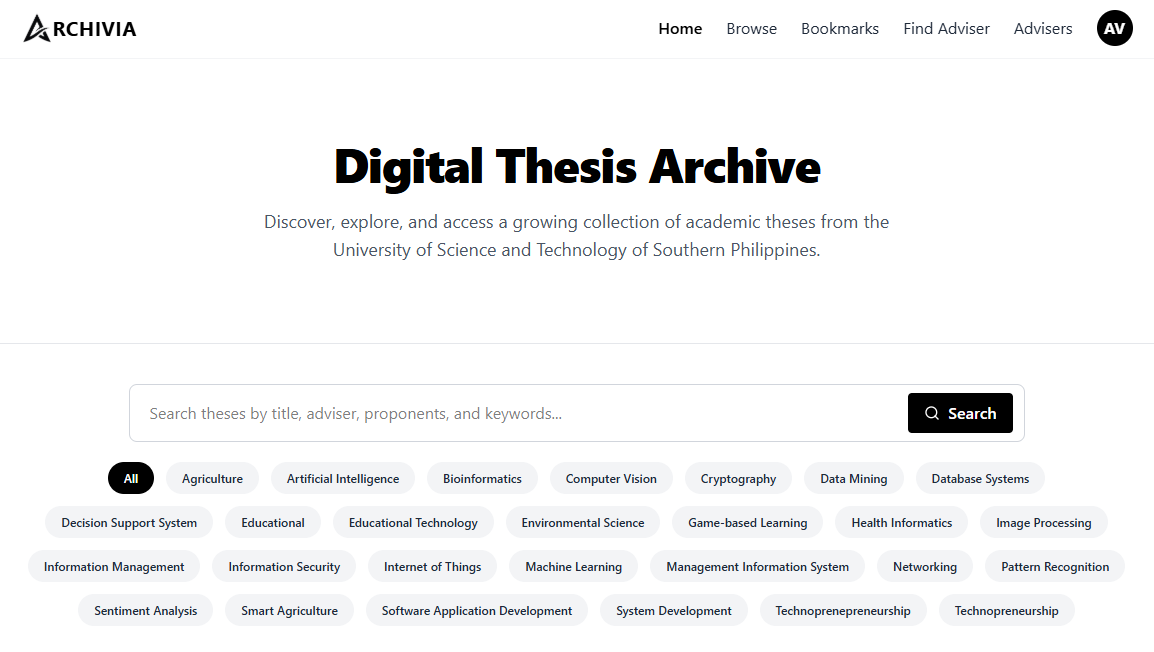 ARCHIVIA
Home Browse Bookmarks Find Adviser Advisers AV
Digital Thesis Archive
Discover, explore, and access a growing collection of academic theses from the
University of Science and Technology of Southern Philippines.
Search theses by title, adviser, proponents, and keywords... Search
All Agriculture Artificial Intelligence Bioinformatics Computer Vision Cryptography Data Mining Database Systems
Decision Support System Educational Educational Technology Environmental Science Game-based Learning Health Informatics Image Processing
Information Management Information Security Internet of Things Machine Learning Management Information System Networking Pattern Recognition
Sentiment Analysis Smart Agriculture Software Application Development System Development Technoprenepreneurship Technopreneurship